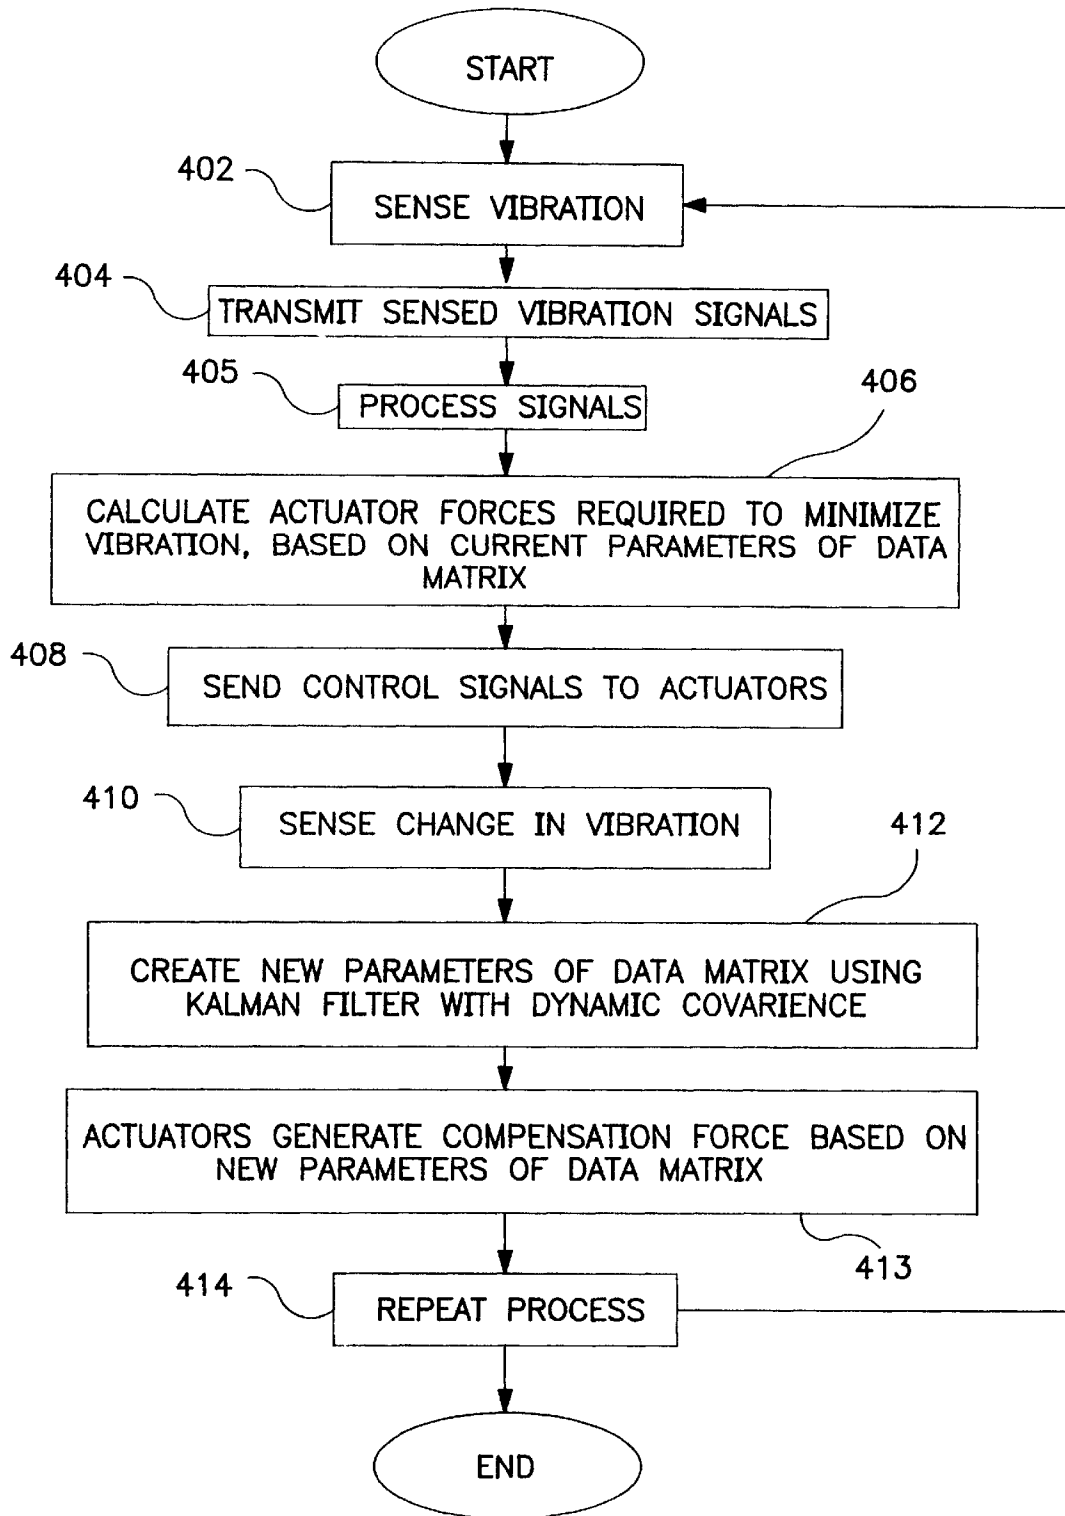 START
402
SENSE VIBRATION
404
TRANSMIT SENSED VIBRATION SIGNALS
405
PROCESS SIGNALS
406
CALCULATE ACTUATOR FORCES REQUIRED TO MINIMIZE
VIBRATION, BASED ON CURRENT PARAMETERS OF DATA
MATRIX
408
SEND CONTROL SIGNALS TO ACTUATORS
410
SENSE CHANGE IN VIBRATION
412
CREATE NEW PARAMETERS OF DATA MATRIX USING
KALMAN FILTER WITH DYNAMIC COVARIENCE
ACTUATORS GENERATE COMPENSATION FORCE BASED ON
NEW PARAMETERS OF DATA MATRIX
413
414
REPEAT PROCESS
END